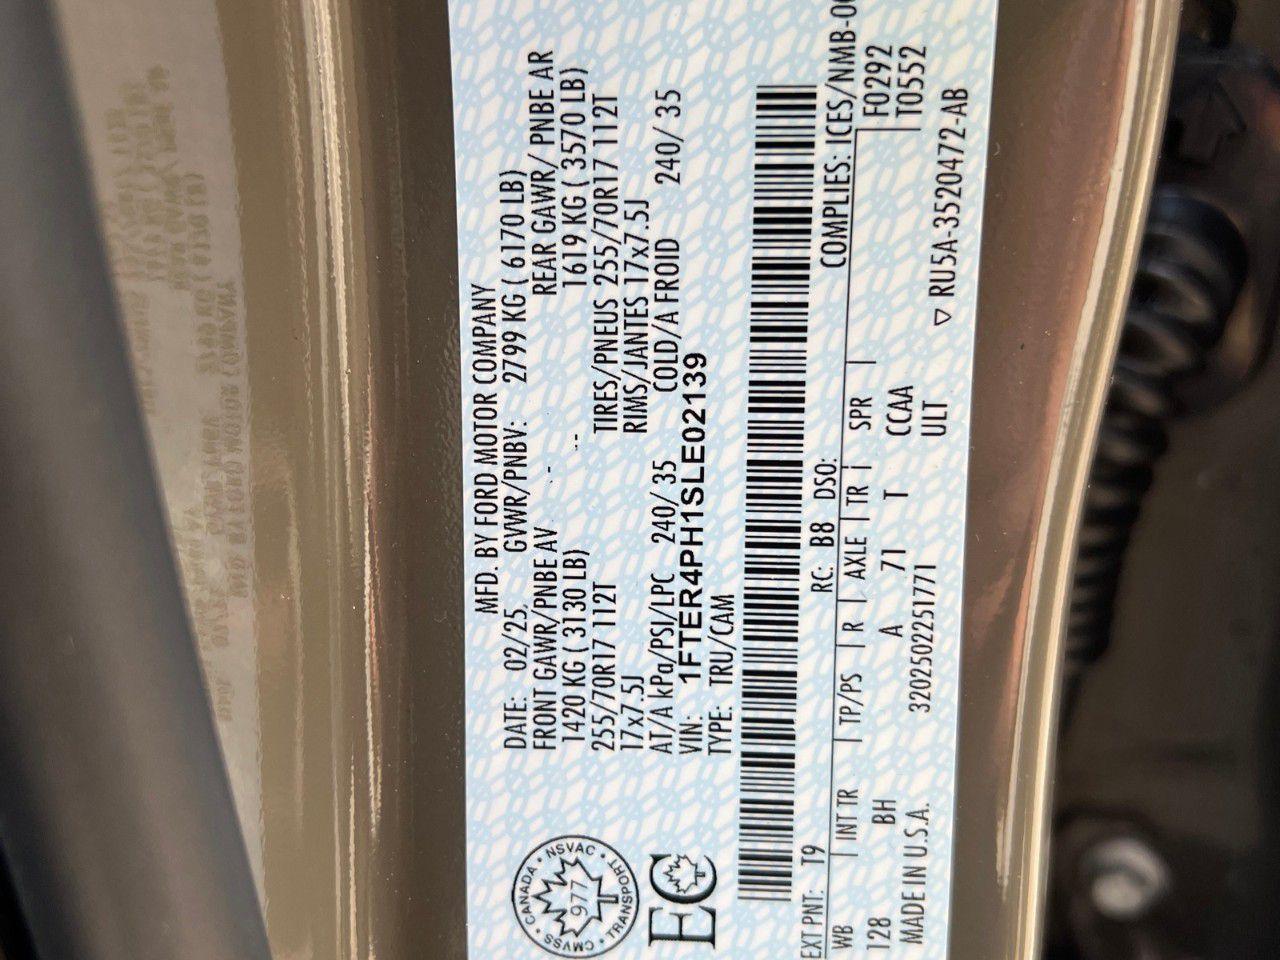 MFD. BY FORD MOTOR COMPANY
DATE: 02/25 GVWR/PNBV: 2799 KG ( 6170 LB)
FRONT GAWR/PNBE AV REAR GAWR/ PNBE AR
1420 KG ( 3130 LB) 1619 KG ( 3570 LB)
255/70R17 112T TIRES/PNEUS 255/70R17 112T
17x7.5J RIMS/JANTES 17x7.5J
AT/A kPa/PSI/LPC 240/ 35 COLD/A FROID 240/ 35
VIN: 1FTER4PH1SLE02139
TYPE: TRU/CAM
CMVSS • CANADA • NSVAC • TRANSPORT •
977
EC
COMPLIES: ICES/NMB-0
EXT PNT: T9 RC: B8 DSO: F0292
WB INT TR TP/PS R AXLE TR SPR T0552
128 BH A 71 T CCAA
MADE IN U.S.A. 3202502251771 ULT
▽ RU5A-3520472-AB